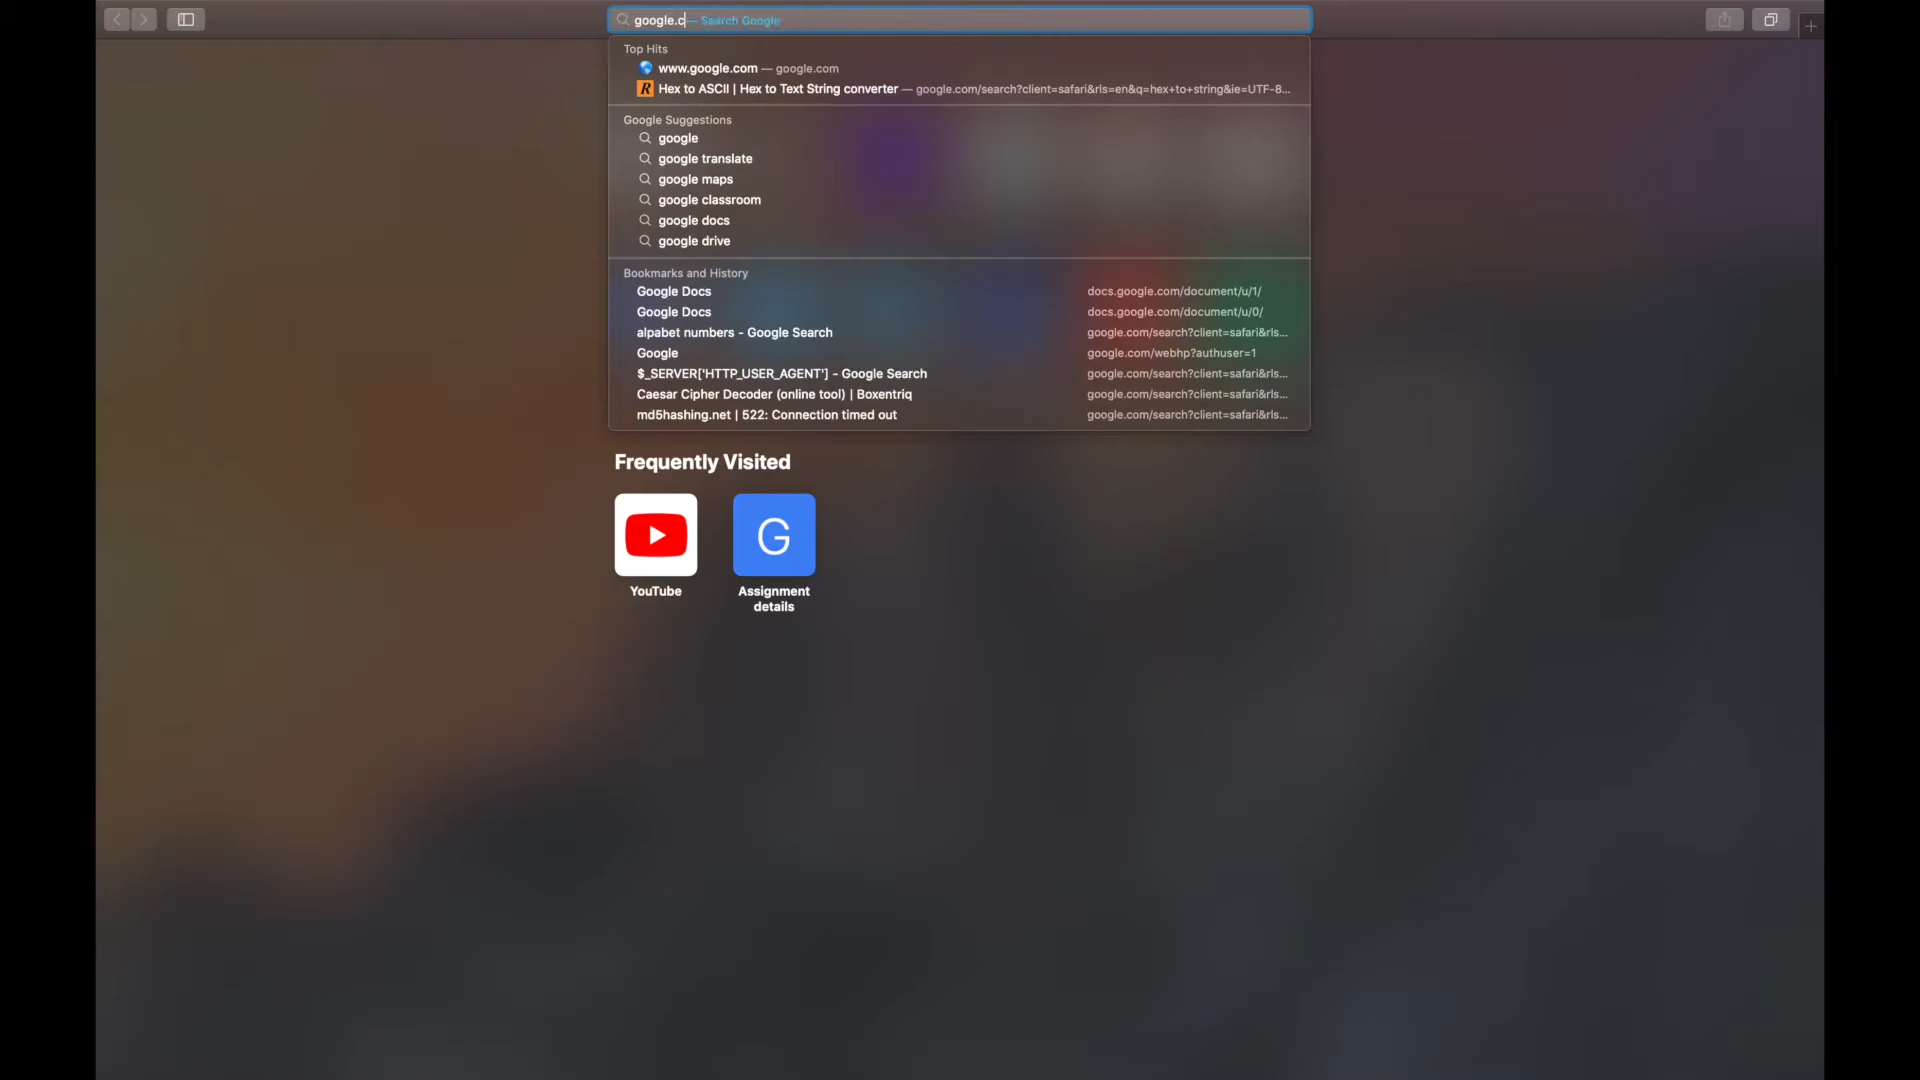 google.c — Search Google
Top Hits
www.google.com — google.com
Hex to ASCII | Hex to Text String converter — google.com/search?client=safari&rls=en&q=hex+to+string&ie=UTF-8...
Google Suggestions
google
google translate
google maps
google classroom
google docs
google drive
Bookmarks and History
Google Docs docs.google.com/document/u/1/
Google Docs docs.google.com/document/u/0/
alpabet numbers - Google Search google.com/search?client=safari&rls...
Google google.com/webhp?authuser=1
$_SERVER['HTTP_USER_AGENT'] - Google Search google.com/search?client=safari&rls...
Caesar Cipher Decoder (online tool) | Boxentriq google.com/search?client=safari&rls...
md5hashing.net | 522: Connection timed out google.com/search?client=safari&rls...
Frequently Visited
R
G
YouTube
Assignment
details